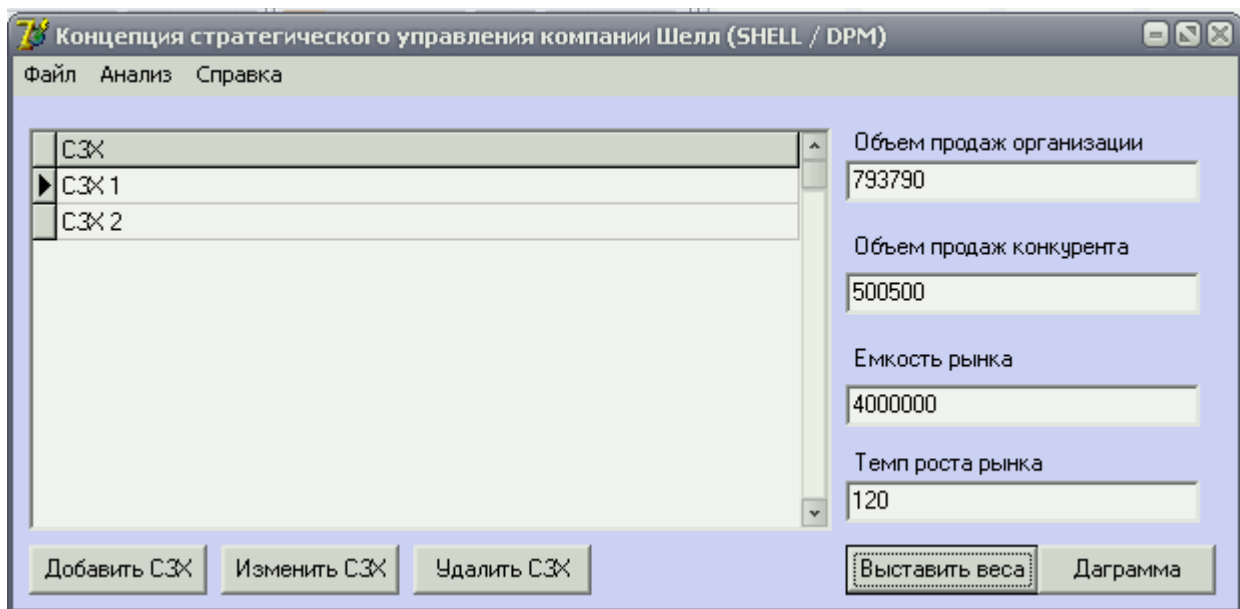 Концепция стратегического управления компании Шелл (SHELL / DPM)
Файл Анализ Справка
СЗХ
СЗХ 1
СЗХ 2
Объем продаж организации
793790
Объем продаж конкурента
500500
Емкость рынка
4000000
Темп роста рынка
120
Добавить СЗХ Изменить СЗХ Удалить СЗХ Выставить веса Даграмма